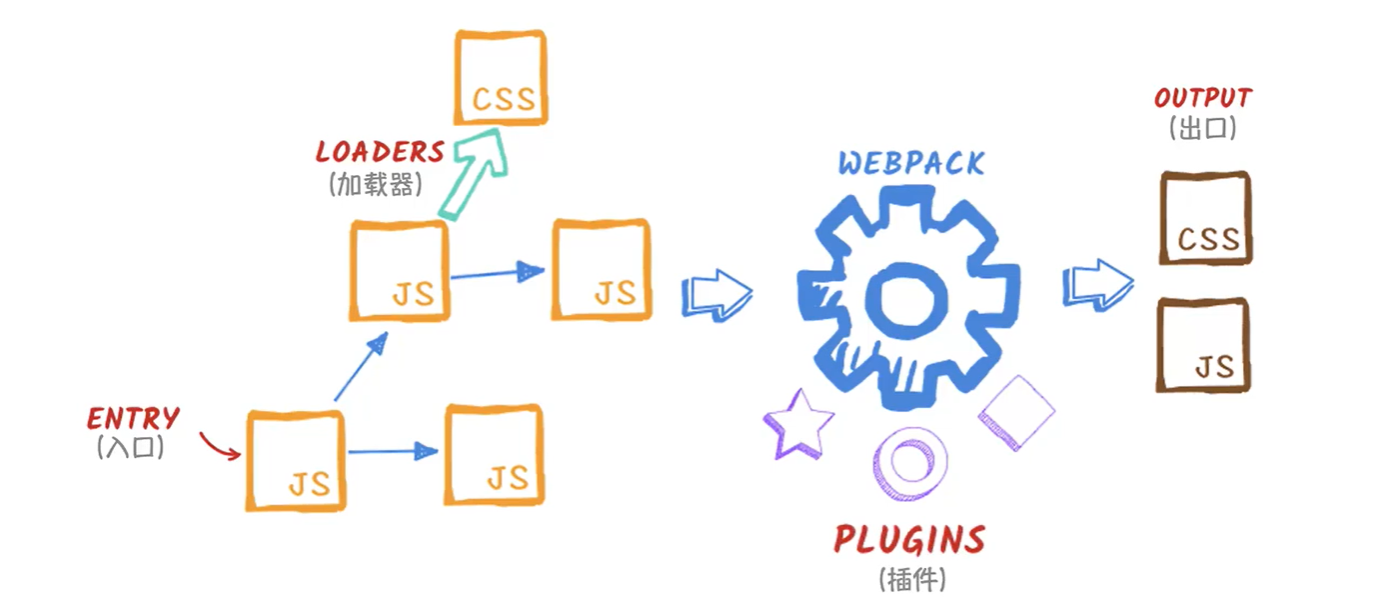 CSS
LOADERS
(加载器)
JS
JS
ENTRY
(入口)
JS
JS
WEBPACK
PLUGINS
(插件)
OUTPUT
(出口)
CSS
JS